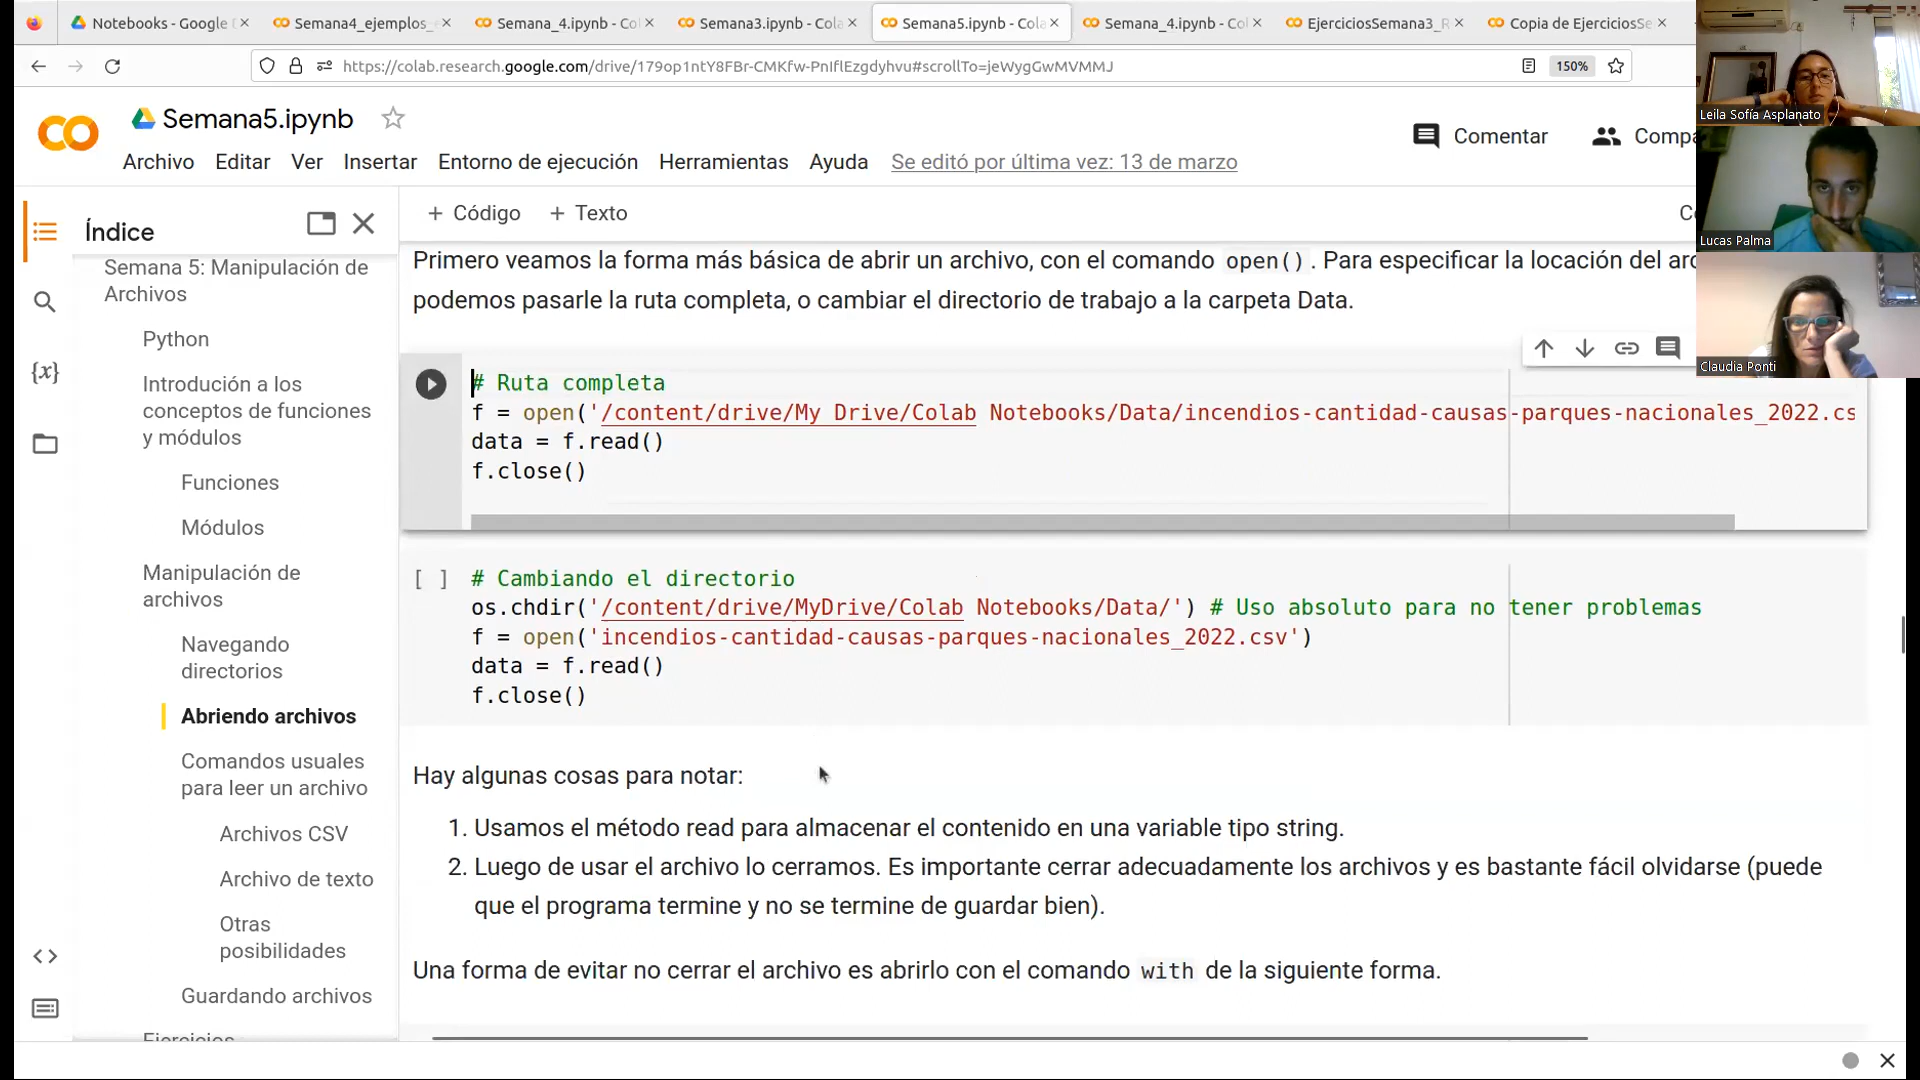 Notebooks - Google D
Semana4_ejemplos_
Semana_4.ipynb - Co
Semana3.ipynb - Cola
Semana5.ipynb - Cola
Semana_4.ipynb - Co
EjerciciosSemana3_R
Copia de EjerciciosSe
https://colab.research.google.com/drive/179op1ntY8FBr-CMKfw-PnIflEzgdyhvu#scrollTo=jeWygGwMVMMJ
150%
Semana5.ipynb
Archivo Editar Ver Insertar Entorno de ejecución Herramientas Ayuda Se editó por última vez: 13 de marzo
Comentar
Compa
+ Código + Texto
Índice
Semana 5: Manipulación de
Archivos
Python
Introdución a los
conceptos de funciones
y módulos
Funciones
Módulos
Manipulación de
archivos
Navegando
directorios
Abriendo archivos
Comandos usuales
para leer un archivo
Archivos CSV
Archivo de texto
Otras
posibilidades
Guardando archivos
Ejercicios
Primero veamos la forma más básica de abrir un archivo, con el comando open(). Para especificar la locación del arc
podemos pasarle la ruta completa, o cambiar el directorio de trabajo a la carpeta Data.
# Ruta completa
f = open('/content/drive/My Drive/Colab Notebooks/Data/incendios-cantidad-causas-parques-nacionales_2022.cs
data = f.read()
f.close()
[ ] # Cambiando el directorio
os.chdir('/content/drive/MyDrive/Colab Notebooks/Data/') # Uso absoluto para no tener problemas
f = open('incendios-cantidad-causas-parques-nacionales_2022.csv')
data = f.read()
f.close()
Hay algunas cosas para notar:
1. Usamos el método read para almacenar el contenido en una variable tipo string.
2. Luego de usar el archivo lo cerramos. Es importante cerrar adecuadamente los archivos y es bastante fácil olvidarse (puede
que el programa termine y no se termine de guardar bien).
Una forma de evitar no cerrar el archivo es abrirlo con el comando with de la siguiente forma.
Leila Sofía Asplanato
Lucas Palma
Claudia Ponti